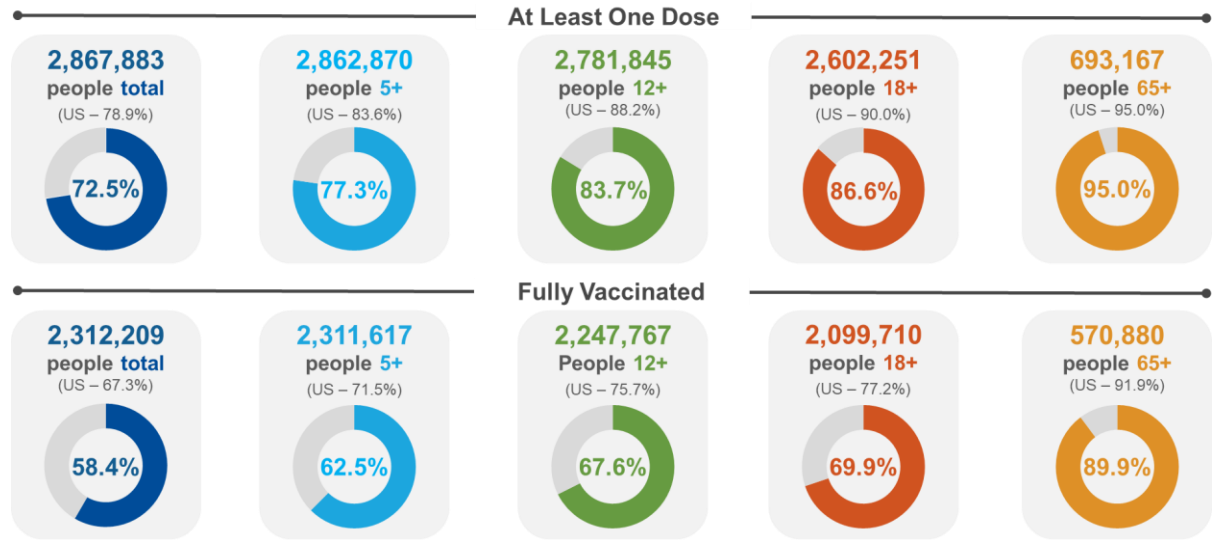 At Least One Dose
2,867,883
people total
(US – 78.9%)
72.5%
2,862,870
people 5+
(US – 83.6%)
77.3%
2,781,845
people 12+
(US – 88.2%)
83.7%
2,602,251
people 18+
(US – 90.0%)
86.6%
693,167
people 65+
(US – 95.0%)
95.0%
Fully Vaccinated
2,312,209
people total
(US – 67.3%)
58.4%
2,311,617
people 5+
(US – 71.5%)
62.5%
2,247,767
People 12+
(US – 75.7%)
67.6%
2,099,710
people 18+
(US – 77.2%)
69.9%
570,880
people 65+
(US – 91.9%)
89.9%